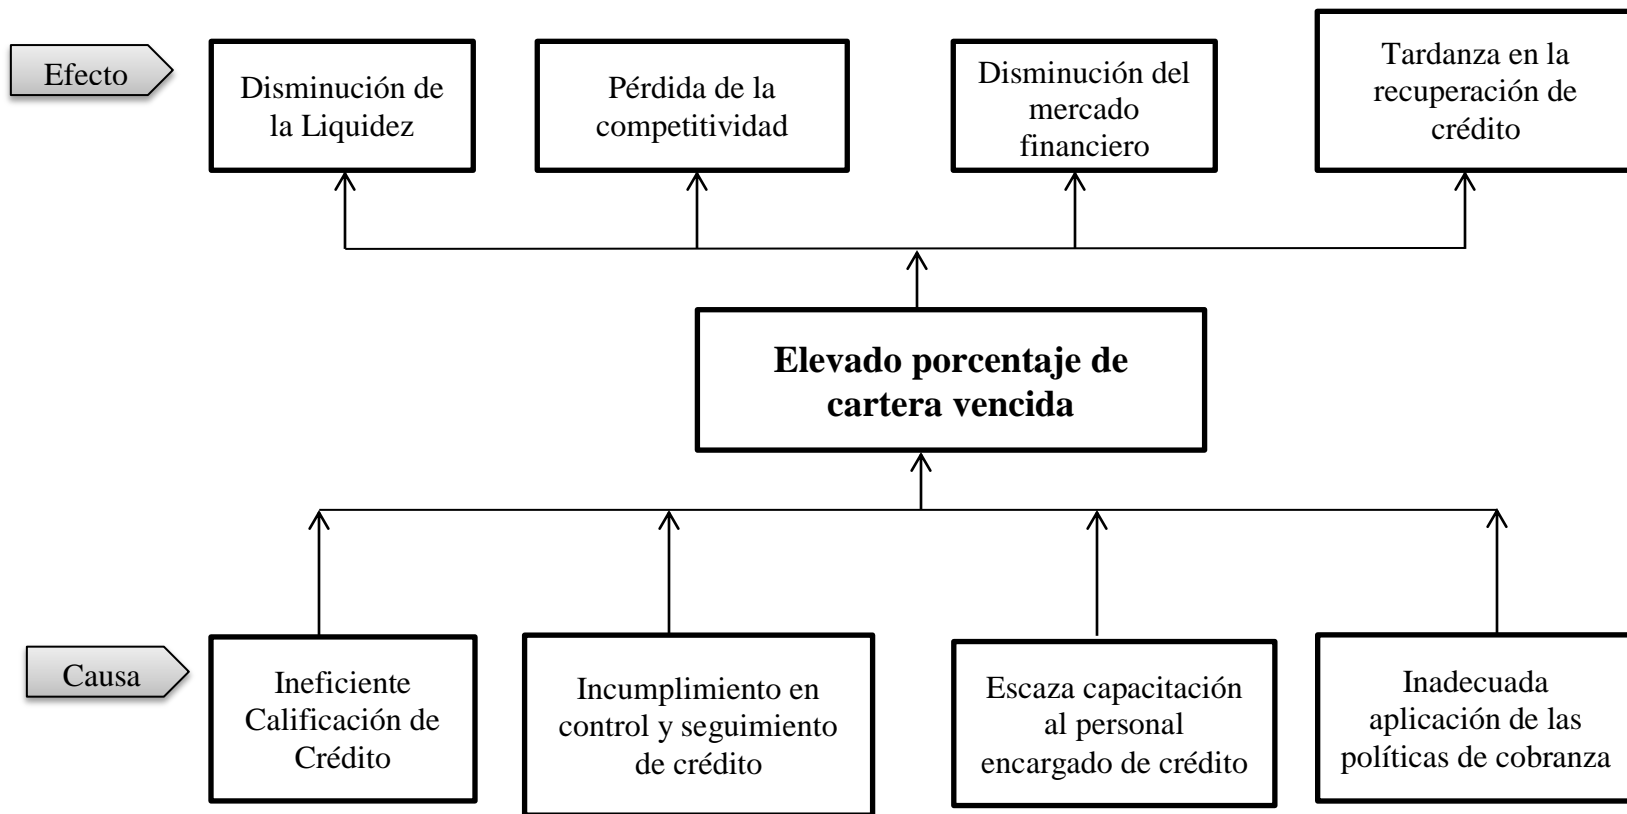 Efecto
Disminución de
la Liquidez
Pérdida de la
competitividad
Disminución del
mercado
financiero
Tardanza en la
recuperación de
crédito
Elevado porcentaje de
cartera vencida
Causa
Ineficiente
Calificación de
Crédito
Incumplimiento en
control y seguimiento
de crédito
Escaza capacitación
al personal
encargado de crédito
Inadecuada
aplicación de las
políticas de cobranza